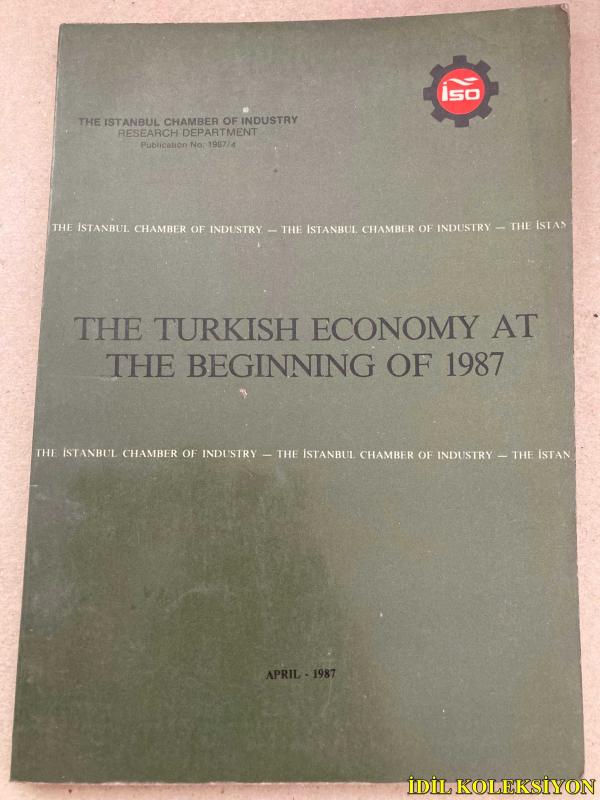 İSO
THE ISTANBUL CHAMBER OF INDUSTRY
RESEARCH DEPARTMENT
Publication No: 1987/4
THE İSTANBUL CHAMBER OF INDUSTRY — THE İSTANBUL CHAMBER OF INDUSTRY — THE İSTAN
THE TURKISH ECONOMY AT
THE BEGINNING OF 1987
THE İSTANBUL CHAMBER OF INDUSTRY — THE İSTANBUL CHAMBER OF INDUSTRY — THE İSTAN
APRIL - 1987
İDİL KOLEKSİYON